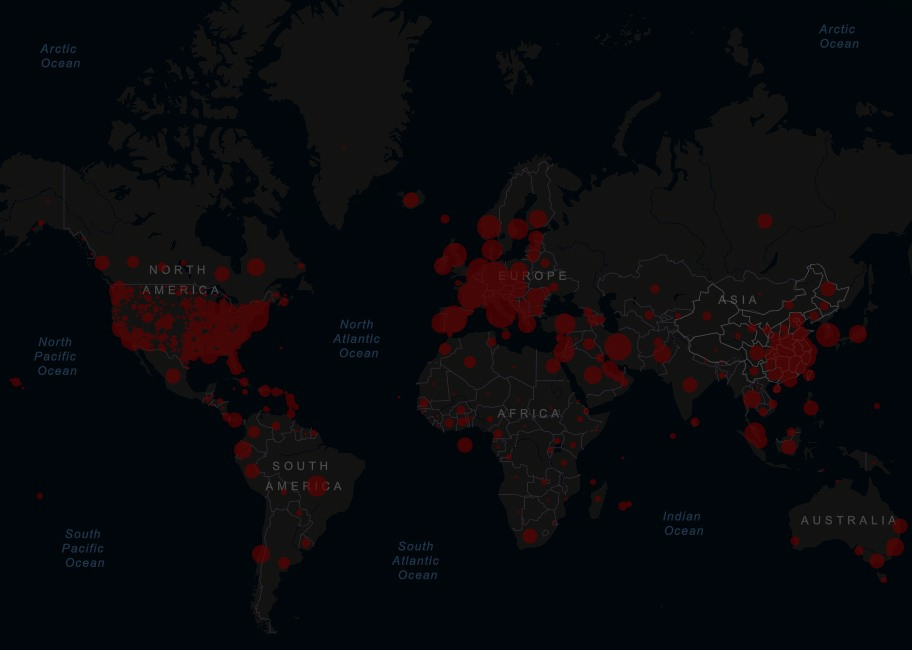 Arctic
Ocean
Arctic
Ocean
NORTH
AMERICA
EUROPE
ASIA
North
Pacific
Ocean
North
Atlantic
Ocean
AFRICA
SOUTH
AMERICA
South
Pacific
Ocean
South
Atlantic
Ocean
Indian
Ocean
AUSTRALIA